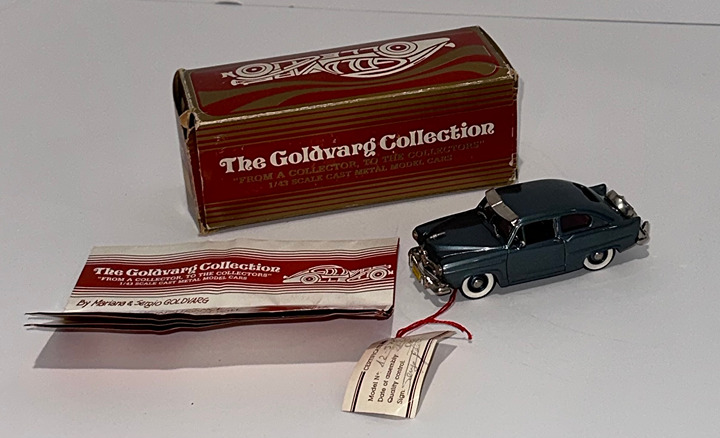 The Goldvarg Collection
"FROM A COLLECTOR, TO THE COLLECTORS"
1/43 SCALE CAST METAL MODEL CARS
The Goldvarg Collection
"FROM A COLLECTOR, TO THE COLLECTORS"
1/43 SCALE CAST METAL MODEL CARS
By Mariana & Sergio GOLDVARG
Model Nº 12
Date of assembly
Quality control
Sign.